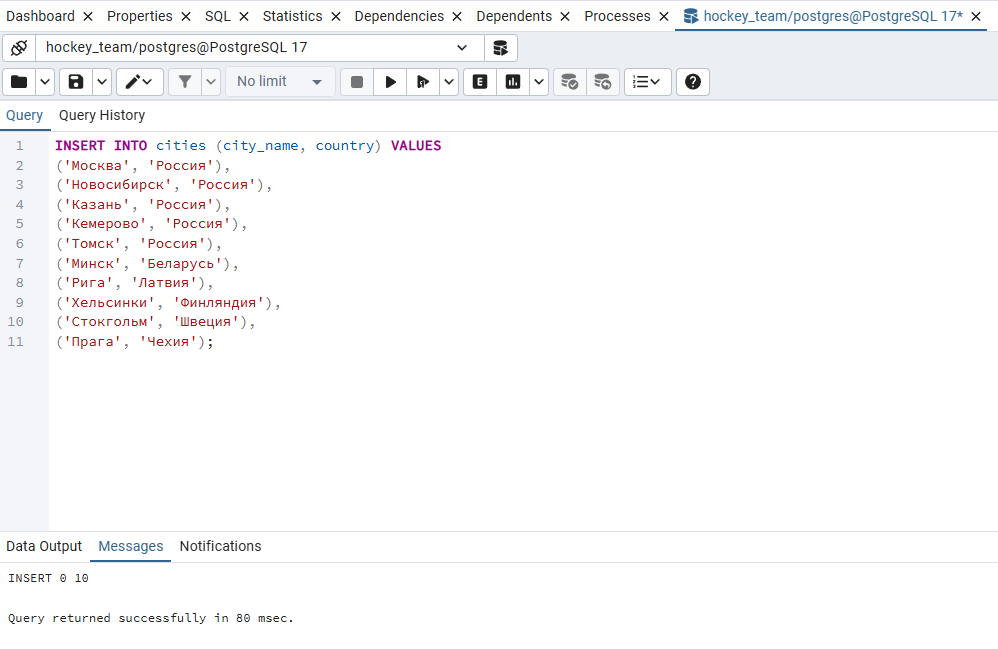 Dashboard Properties SQL Statistics Dependencies Dependents Processes hockey_team/postgres@PostgreSQL 17*
hockey_team/postgres@PostgreSQL 17
No limit E
Query Query History
1 INSERT INTO cities (city_name, country) VALUES
2 ('Москва', 'Россия'),
3 ('Новосибирск', 'Россия'),
4 ('Казань', 'Россия'),
5 ('Кемерово', 'Россия'),
6 ('Томск', 'Россия'),
7 ('Минск', 'Беларусь'),
8 ('Рига', 'Латвия'),
9 ('Хельсинки', 'Финляндия'),
10 ('Стокгольм', 'Швеция'),
11 ('Прага', 'Чехия');
Data Output Messages Notifications
INSERT 0 10
Query returned successfully in 80 msec.